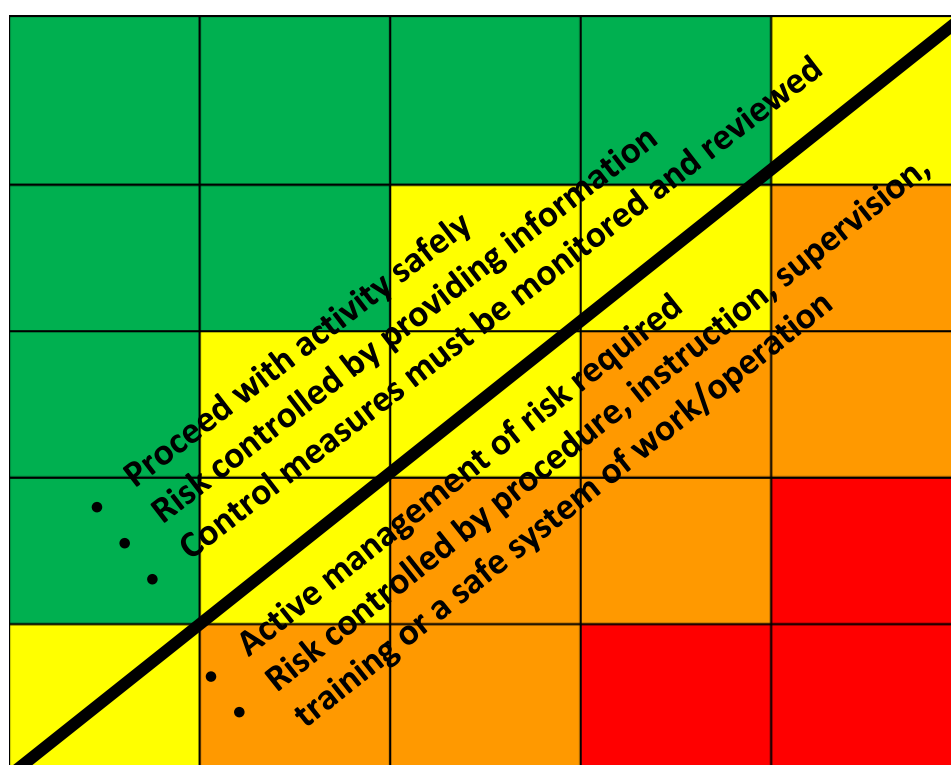 • Proceed with activity safely
• Risk controlled by providing information
• Control measures must be monitored and reviewed
• Active management of risk required
• Risk controlled by procedure, instruction, supervision,
training or a safe system of work/operation